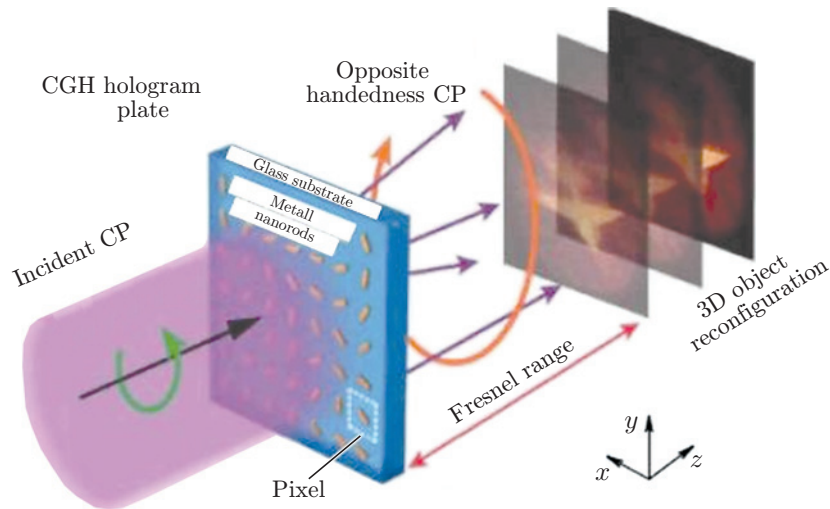 CGH hologram
plate
Opposite
handedness CP
Glass substrate
Metall
nanorods
Incident CP
3D object
reconfiguration
Fresnel range
Pixel
x
y
z